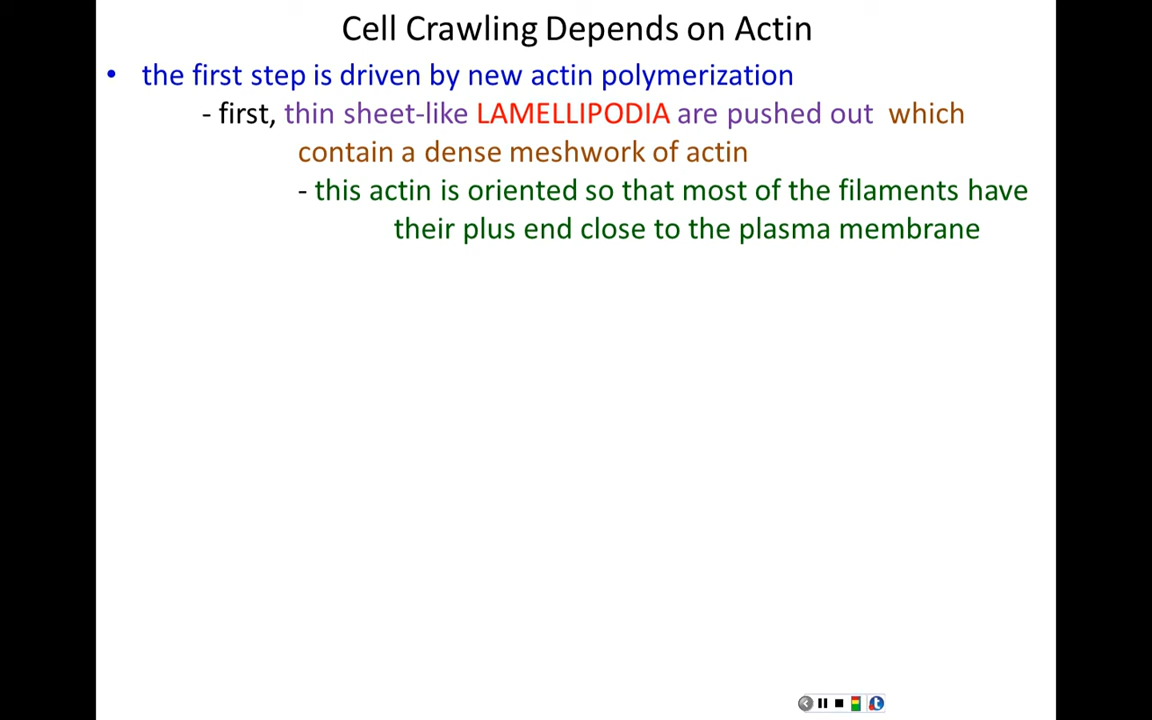 Cell Crawling Depends on Actin
• the first step is driven by new actin polymerization
- first, thin sheet-like LAMELLIPODIA are pushed out which
contain a dense meshwork of actin
- this actin is oriented so that most of the filaments have
their plus end close to the plasma membrane